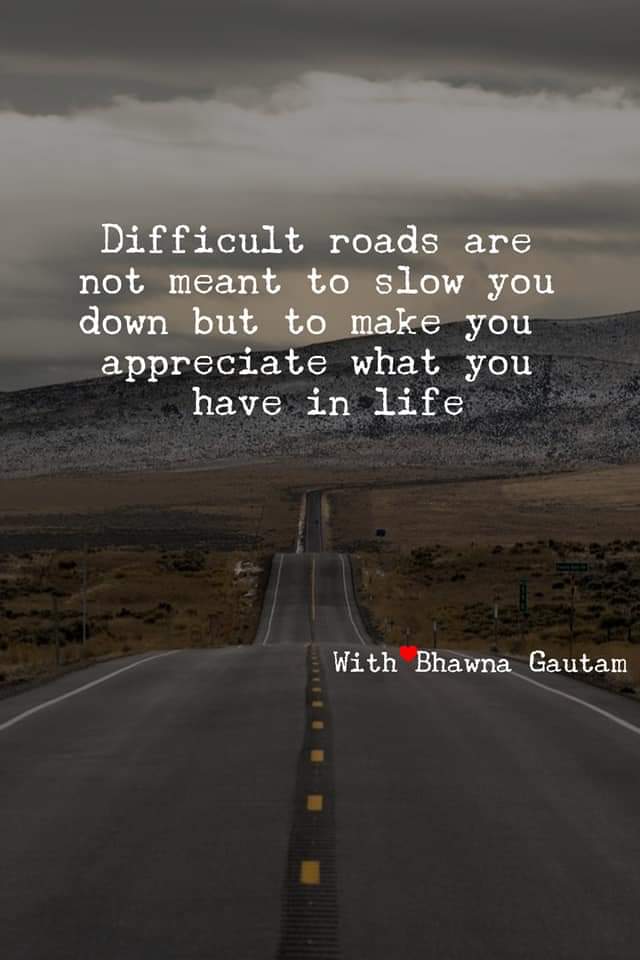 Difficult roads are
not meant to slow you
down but to make you
appreciate what you
have in life
With❤Bhawna Gautam